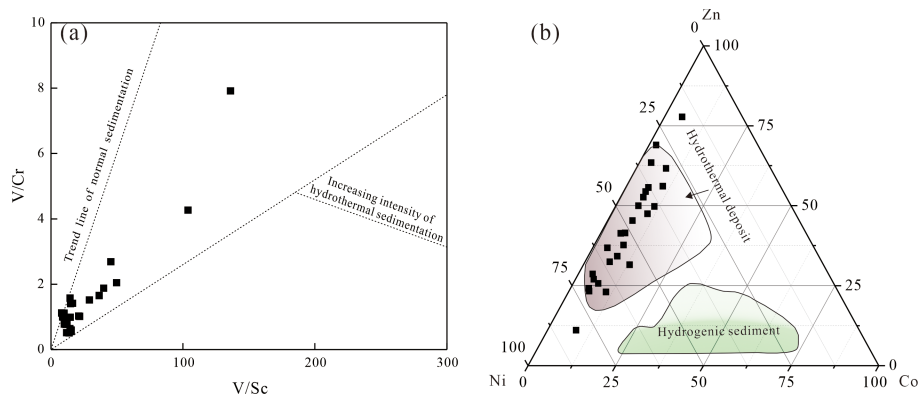 (a)
10
8
6
4
2
0
V/Cr
0
100
200
300
V/Sc
Trend line of normal sedimentation
Increasing intensity of
hydrothermal sedimentation
(b)
Zn
0
100
25
75
50
50
75
25
100
0
Ni
0
25
50
75
100
Co
Hydrothermal deposit
Hydrogenic sediment